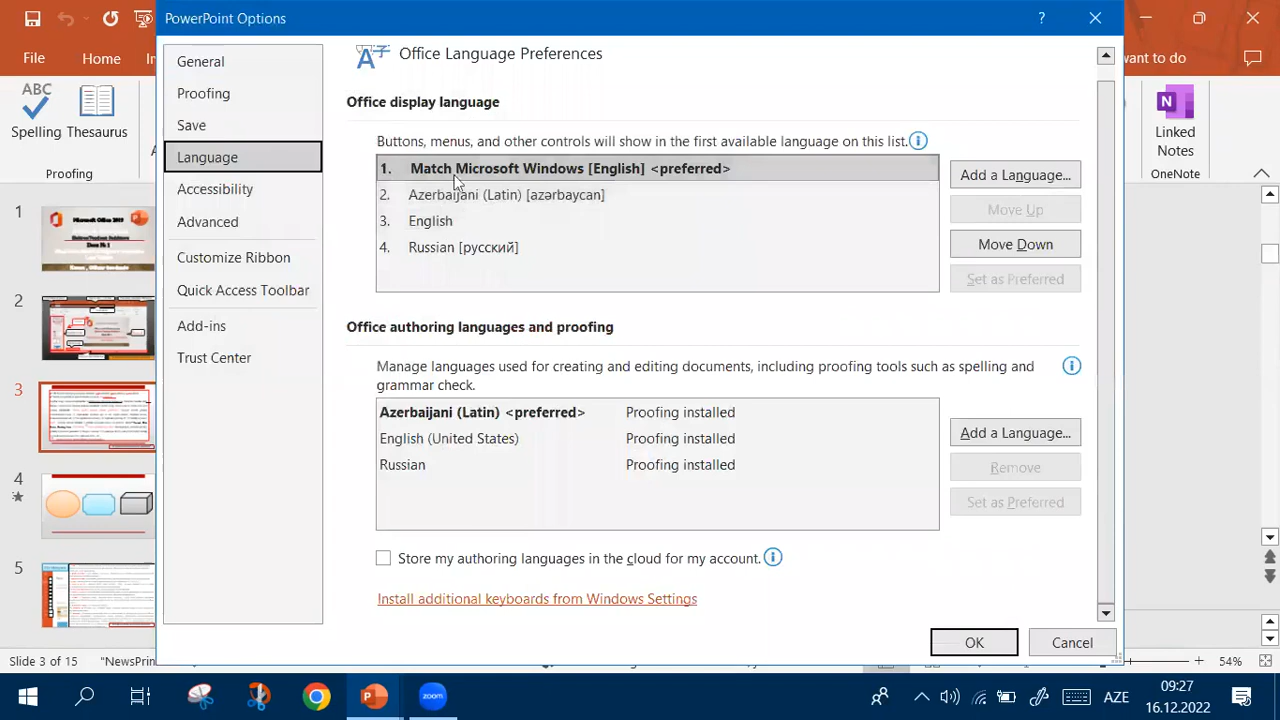 PowerPoint Options
?
File
Home
want to do
ABC
Spelling
Thesaurus
Proofing
Linked
Notes
OneNote
General
Proofing
Save
Language
Accessibility
Advanced
Customize Ribbon
Quick Access Toolbar
Add-ins
Trust Center
Office Language Preferences
Office display language
Buttons, menus, and other controls will show in the first available language on this list.
1. Match Microsoft Windows [English] <preferred>
2. Azerbaijani (Latin) [azərbaycan]
3. English
4. Russian [русский]
Add a Language...
Move Up
Move Down
Set as Preferred
Office authoring languages and proofing
Manage languages used for creating and editing documents, including proofing tools such as spelling and
grammar check.
Azerbaijani (Latin) <preferred> Proofing installed
English (United States) Proofing installed
Russian Proofing installed
Add a Language...
Remove
Set as Preferred
Store my authoring languages in the cloud for my account.
Install additional keyboards from Windows Settings
OK
Cancel
1
2
3
4
5
Slide 3 of 15
"NewsPrin
54%
zoom
AZE
09:27
16.12.2022